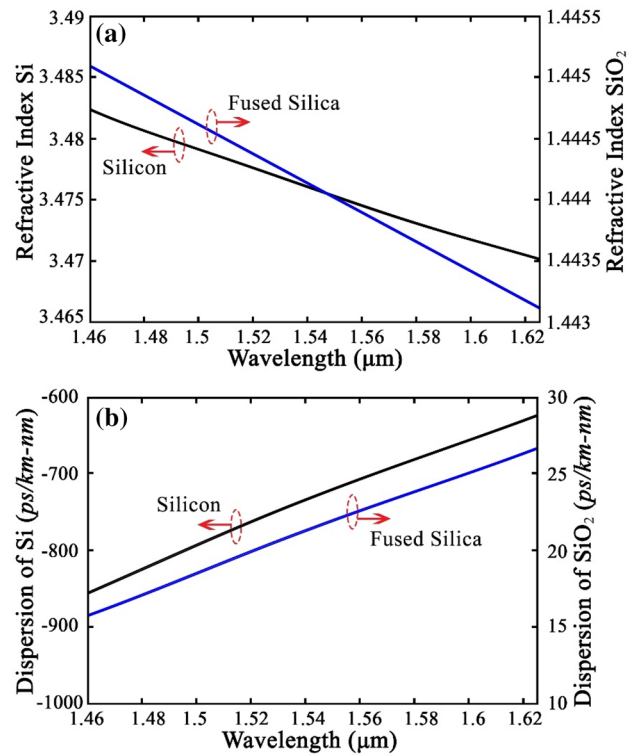 (a)
Refractive Index Si
3.49
3.485
3.48
3.475
3.47
3.465
Fused Silica
Silicon
1.4455
1.445
1.4445
1.444
1.4435
1.443
Refractive Index SiO₂
1.46 1.48 1.5 1.52 1.54 1.56 1.58 1.6 1.62
Wavelength (μm)
(b)
Dispersion of Si (ps/km-nm)
-600
-700
-800
-900
-1000
Silicon
Fused Silica
30
25
20
15
10
Dispersion of SiO₂ (ps/km-nm)
1.46 1.48 1.5 1.52 1.54 1.56 1.58 1.6 1.62
Wavelength (μm)